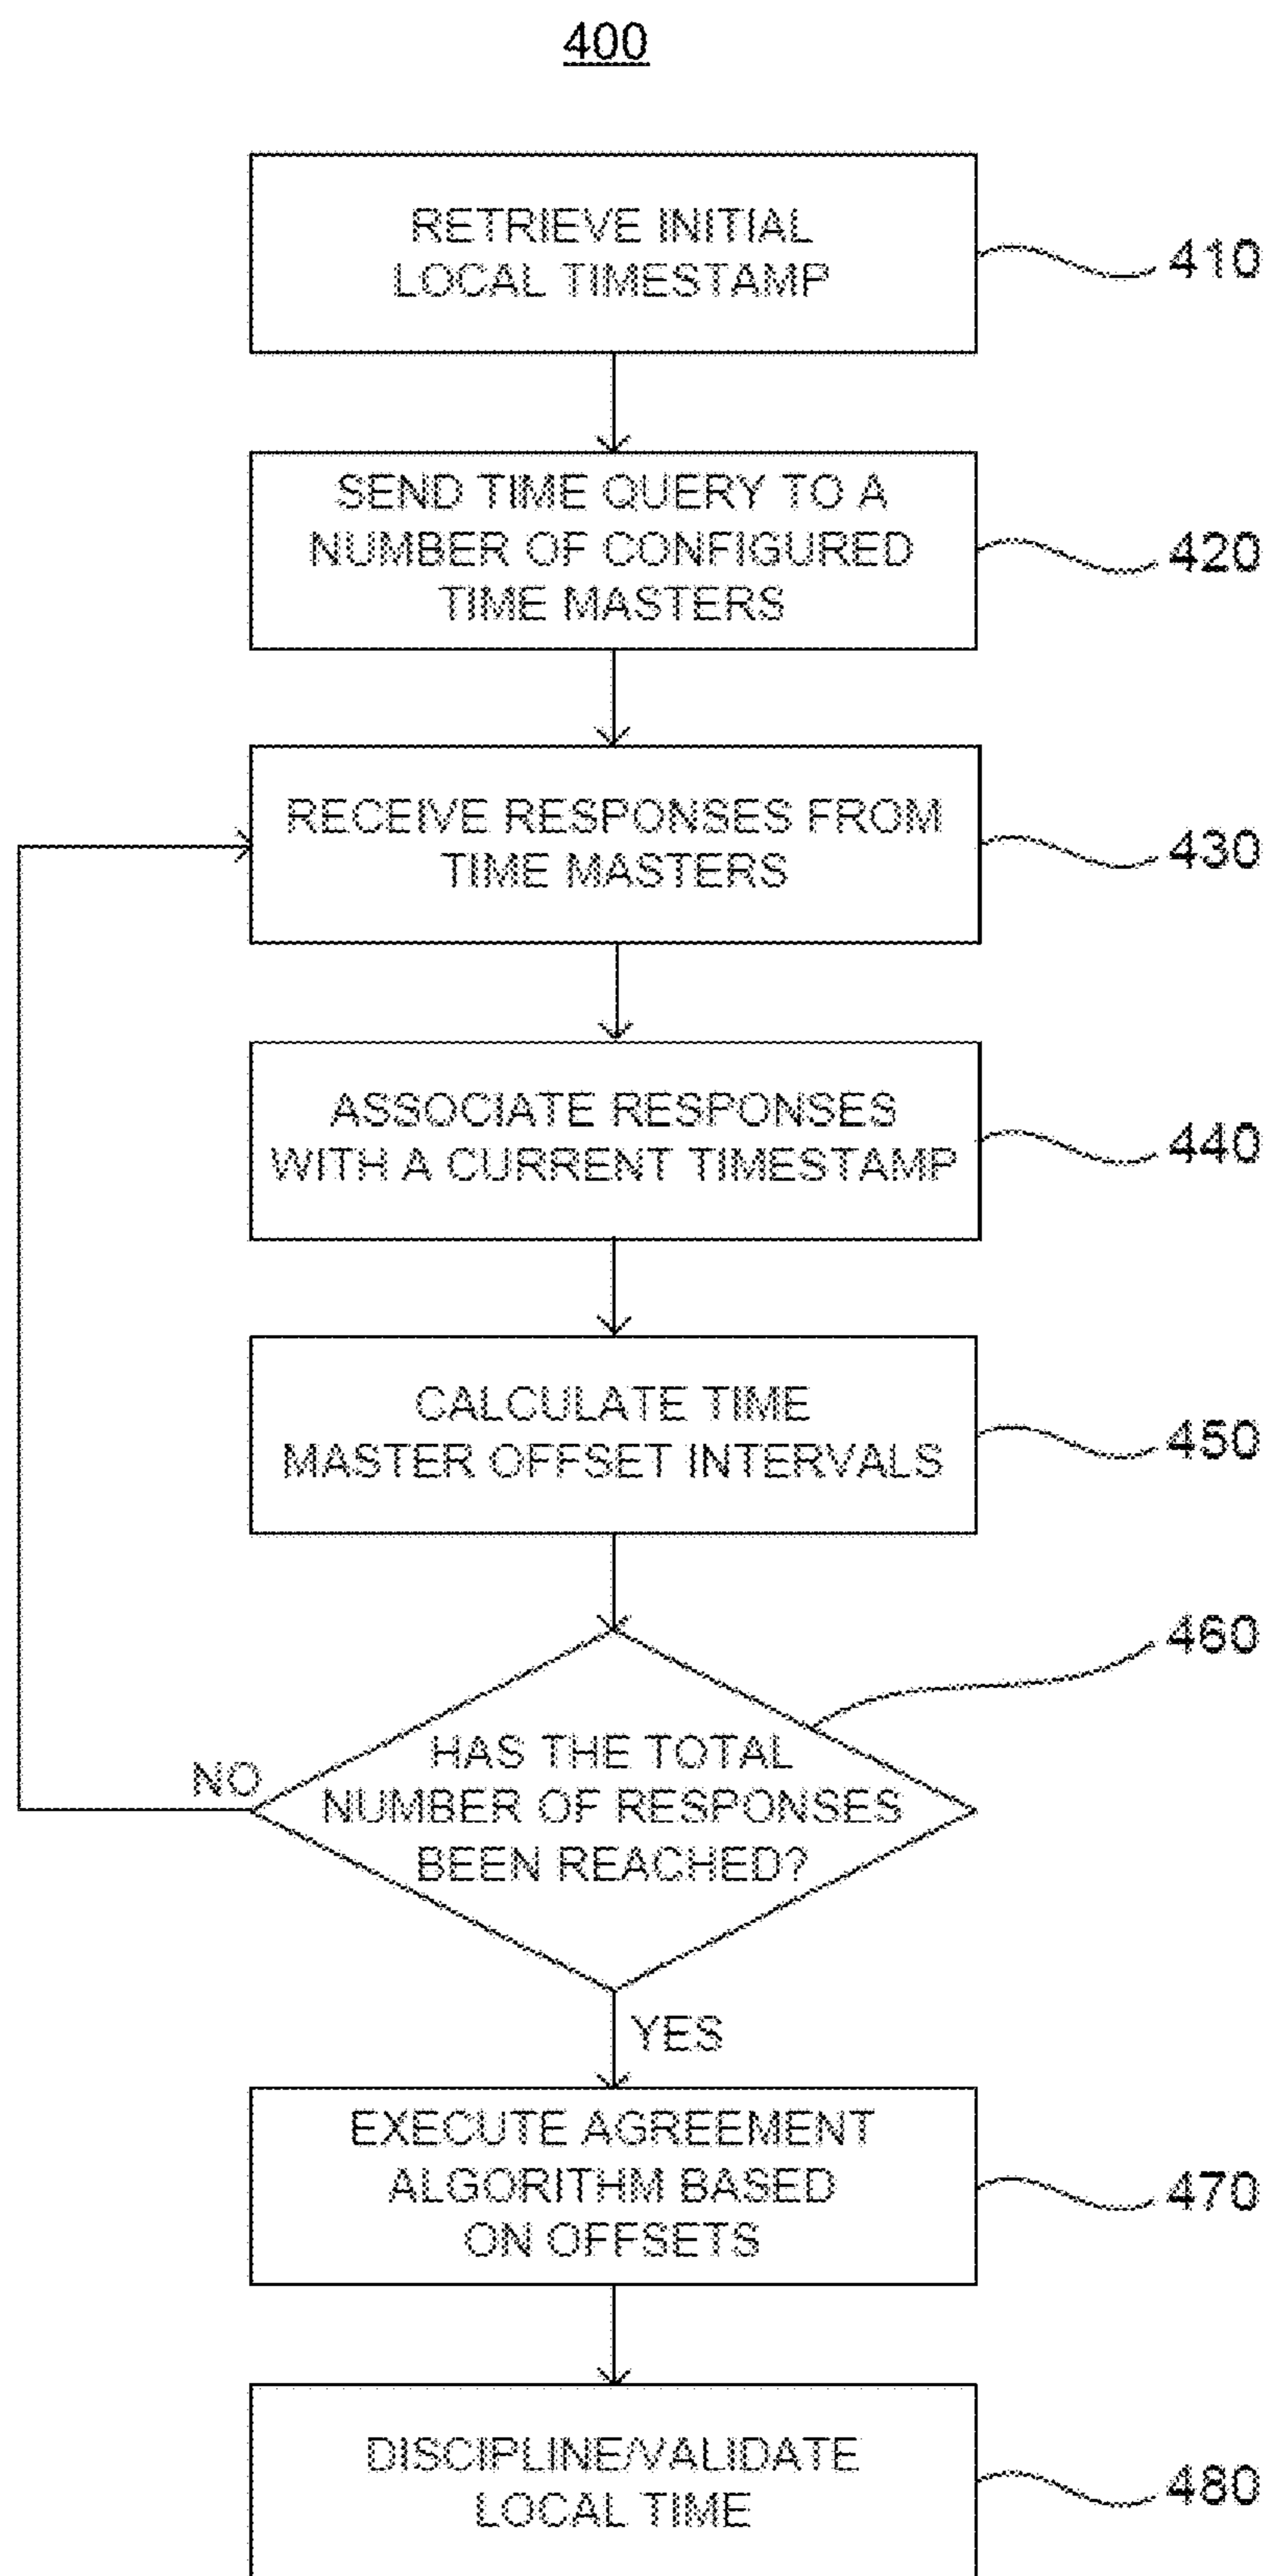 400
RETRIEVE INITIAL
LOCAL TIMESTAMP
410
SEND TIME QUERY TO A
NUMBER OF CONFIGURED
TIME MASTERS
420
RECEIVE RESPONSES FROM
TIME MASTERS
430
ASSOCIATE RESPONSES
WITH A CURRENT TIMESTAMP
440
CALCULATE TIME
MASTER OFFSET INTERVALS
450
460
HAS THE TOTAL
NUMBER OF RESPONSES
BEEN REACHED?
NO
YES
EXECUTE AGREEMENT
ALGORITHM BASED
ON OFFSETS
470
DISCIPLINE/VALIDATE
LOCAL TIME
480